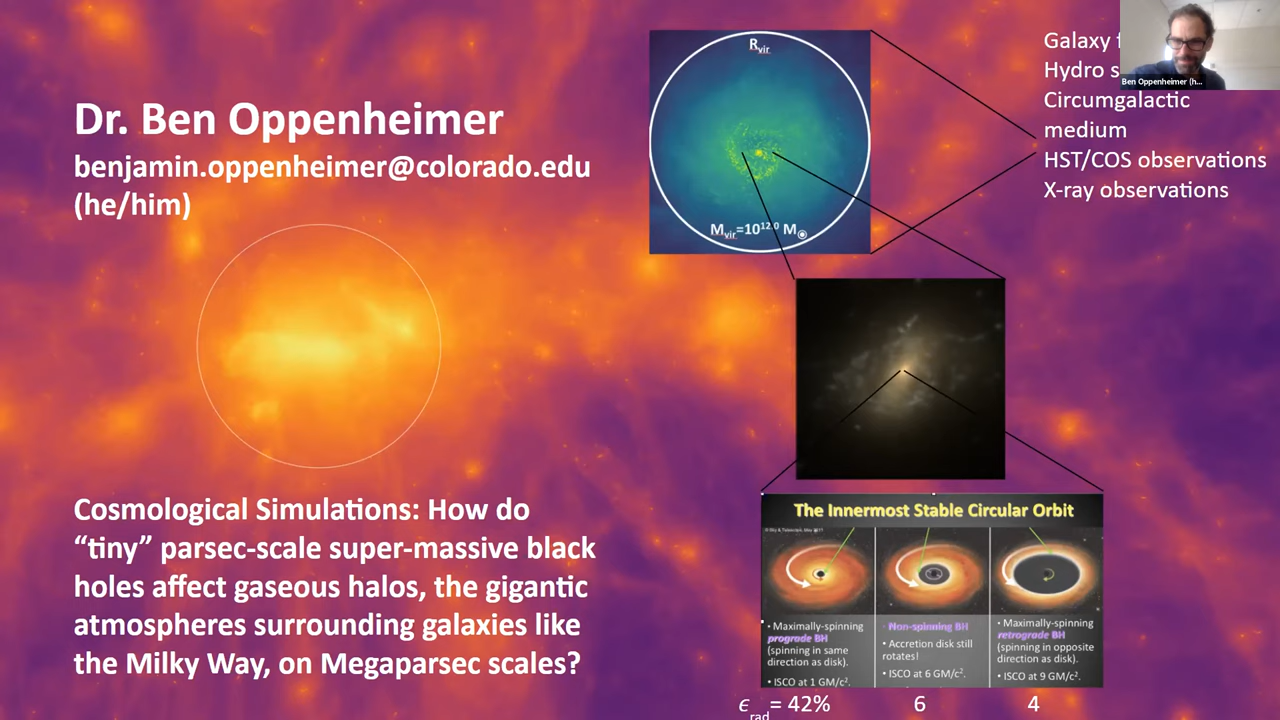 Dr. Ben Oppenheimer
benjamin.oppenheimer@colorado.edu
(he/him)
Cosmological Simulations: How do
“tiny” parsec-scale super-massive black
holes affect gaseous halos, the gigantic
atmospheres surrounding galaxies like
the Milky Way, on Megaparsec scales?
Rvir
Mvir=10^12.0 M☉
Galaxy
Hydro
Circumgalactic
medium
HST/COS observations
X-ray observations
Ben Oppenheimer (h...
The Innermost Stable Circular Orbit
• Maximally-spinning
prograde BH
(spinning in same
direction as disk).
• ISCO at 1 GM/c².
• Non-spinning BH
• Accretion disk still
rotates!
• ISCO at 6 GM/c².
• Maximally-spinning
retrograde BH
(spinning in opposite
direction as disk).
• ISCO at 9 GM/c².
ϵrad= 42%
6
4